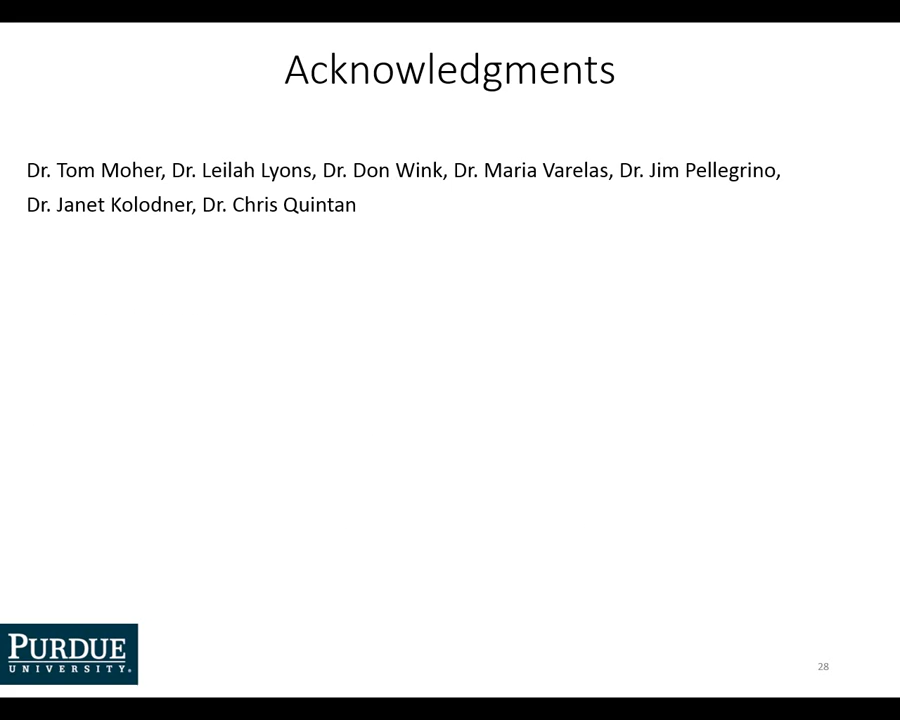 Acknowledgments
Dr. Tom Moher, Dr. Leilah Lyons, Dr. Don Wink, Dr. Maria Varelas, Dr. Jim Pellegrino,
Dr. Janet Kolodner, Dr. Chris Quintan
PURDUE
UNIVERSITY®
28